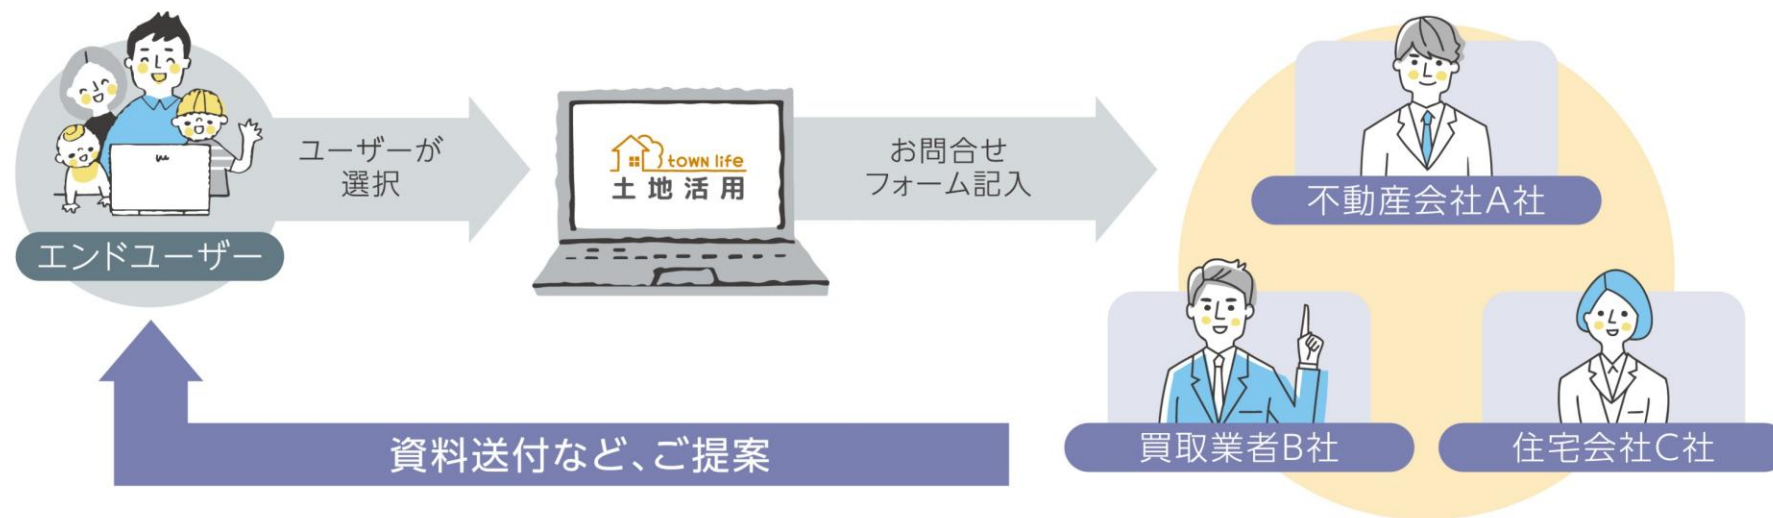 エンドユーザー
ユーザーが
選択
town life
土地活用
お問合せ
フォーム記入
不動産会社A社
買取業者B社
住宅会社C社
資料送付など、ご提案